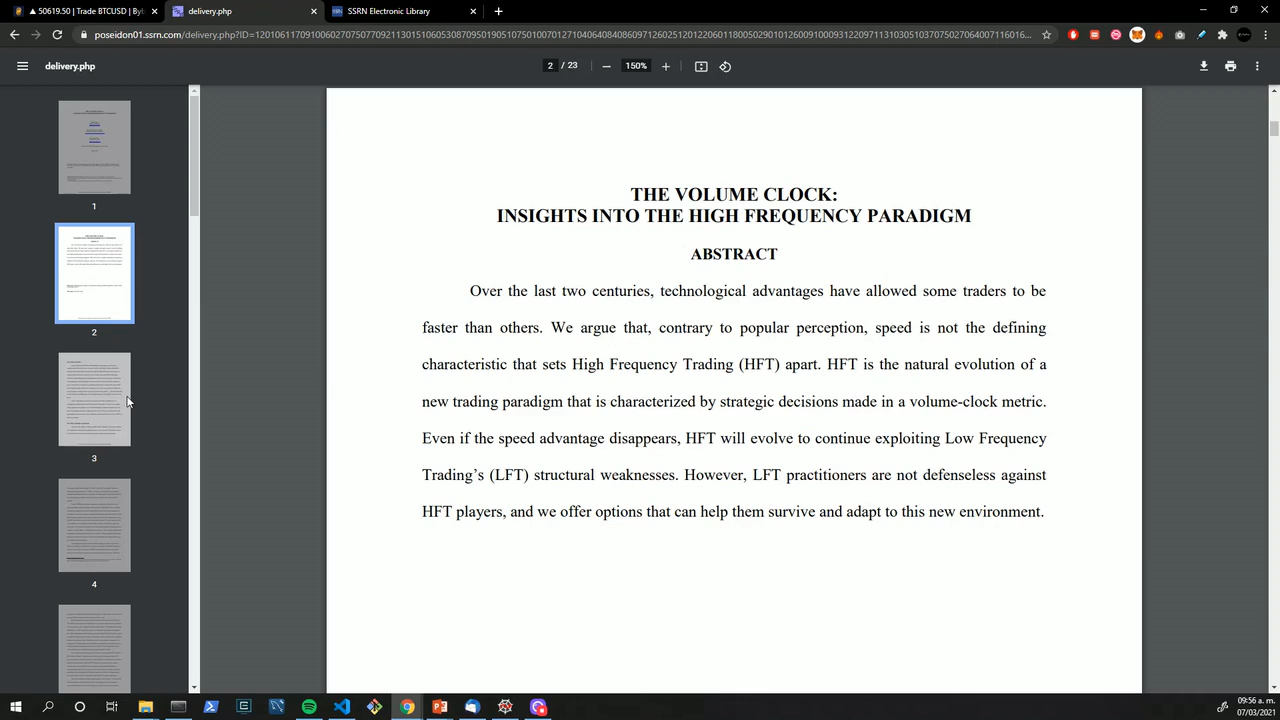 ▲ 50619.50 | Trade BTCUSD | Byb
delivery.php
SSRN Electronic Library
delivery.php
2 / 23
150%
1
2
3
4
THE VOLUME CLOCK:
INSIGHTS INTO THE HIGH FREQUENCY PARADIGM
ABSTRACT
Over the last two centuries, technological advantages have allowed some traders to be
faster than others. We argue that, contrary to popular perception, speed is not the defining
characteristic that sets High Frequency Trading (HFT) apart. HFT is the natural evolution of a
new trading paradigm that is characterized by strategic decisions made in a volume-clock metric.
Even if the speed advantage disappears, HFT will evolve to continue exploiting Low Frequency
Trading’s (LFT) structural weaknesses. However, LFT practitioners are not defenseless against
HFT players, and we offer options that can help them survive and adapt to this new environment.
09:56 a. m.
07/03/2021